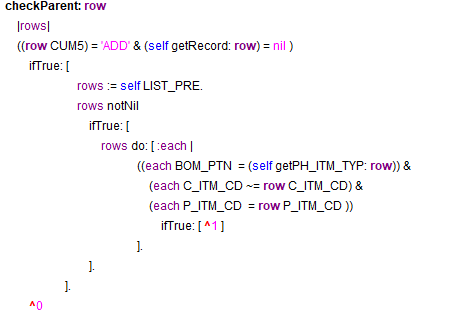 checkParent: row
|rows|
((row CUM5) = 'ADD' & (self getRecord: row) = nil )
ifTrue: [
rows := self LIST_PRE.
rows notNil
ifTrue: [
rows do: [ :each |
((each BOM_PTN = (self getPH_ITM_TYP: row)) &
(each C_ITM_CD ~= row C_ITM_CD) &
(each P_ITM_CD = row P_ITM_CD ))
ifTrue: [ ^1 ]
].
].
].
^0